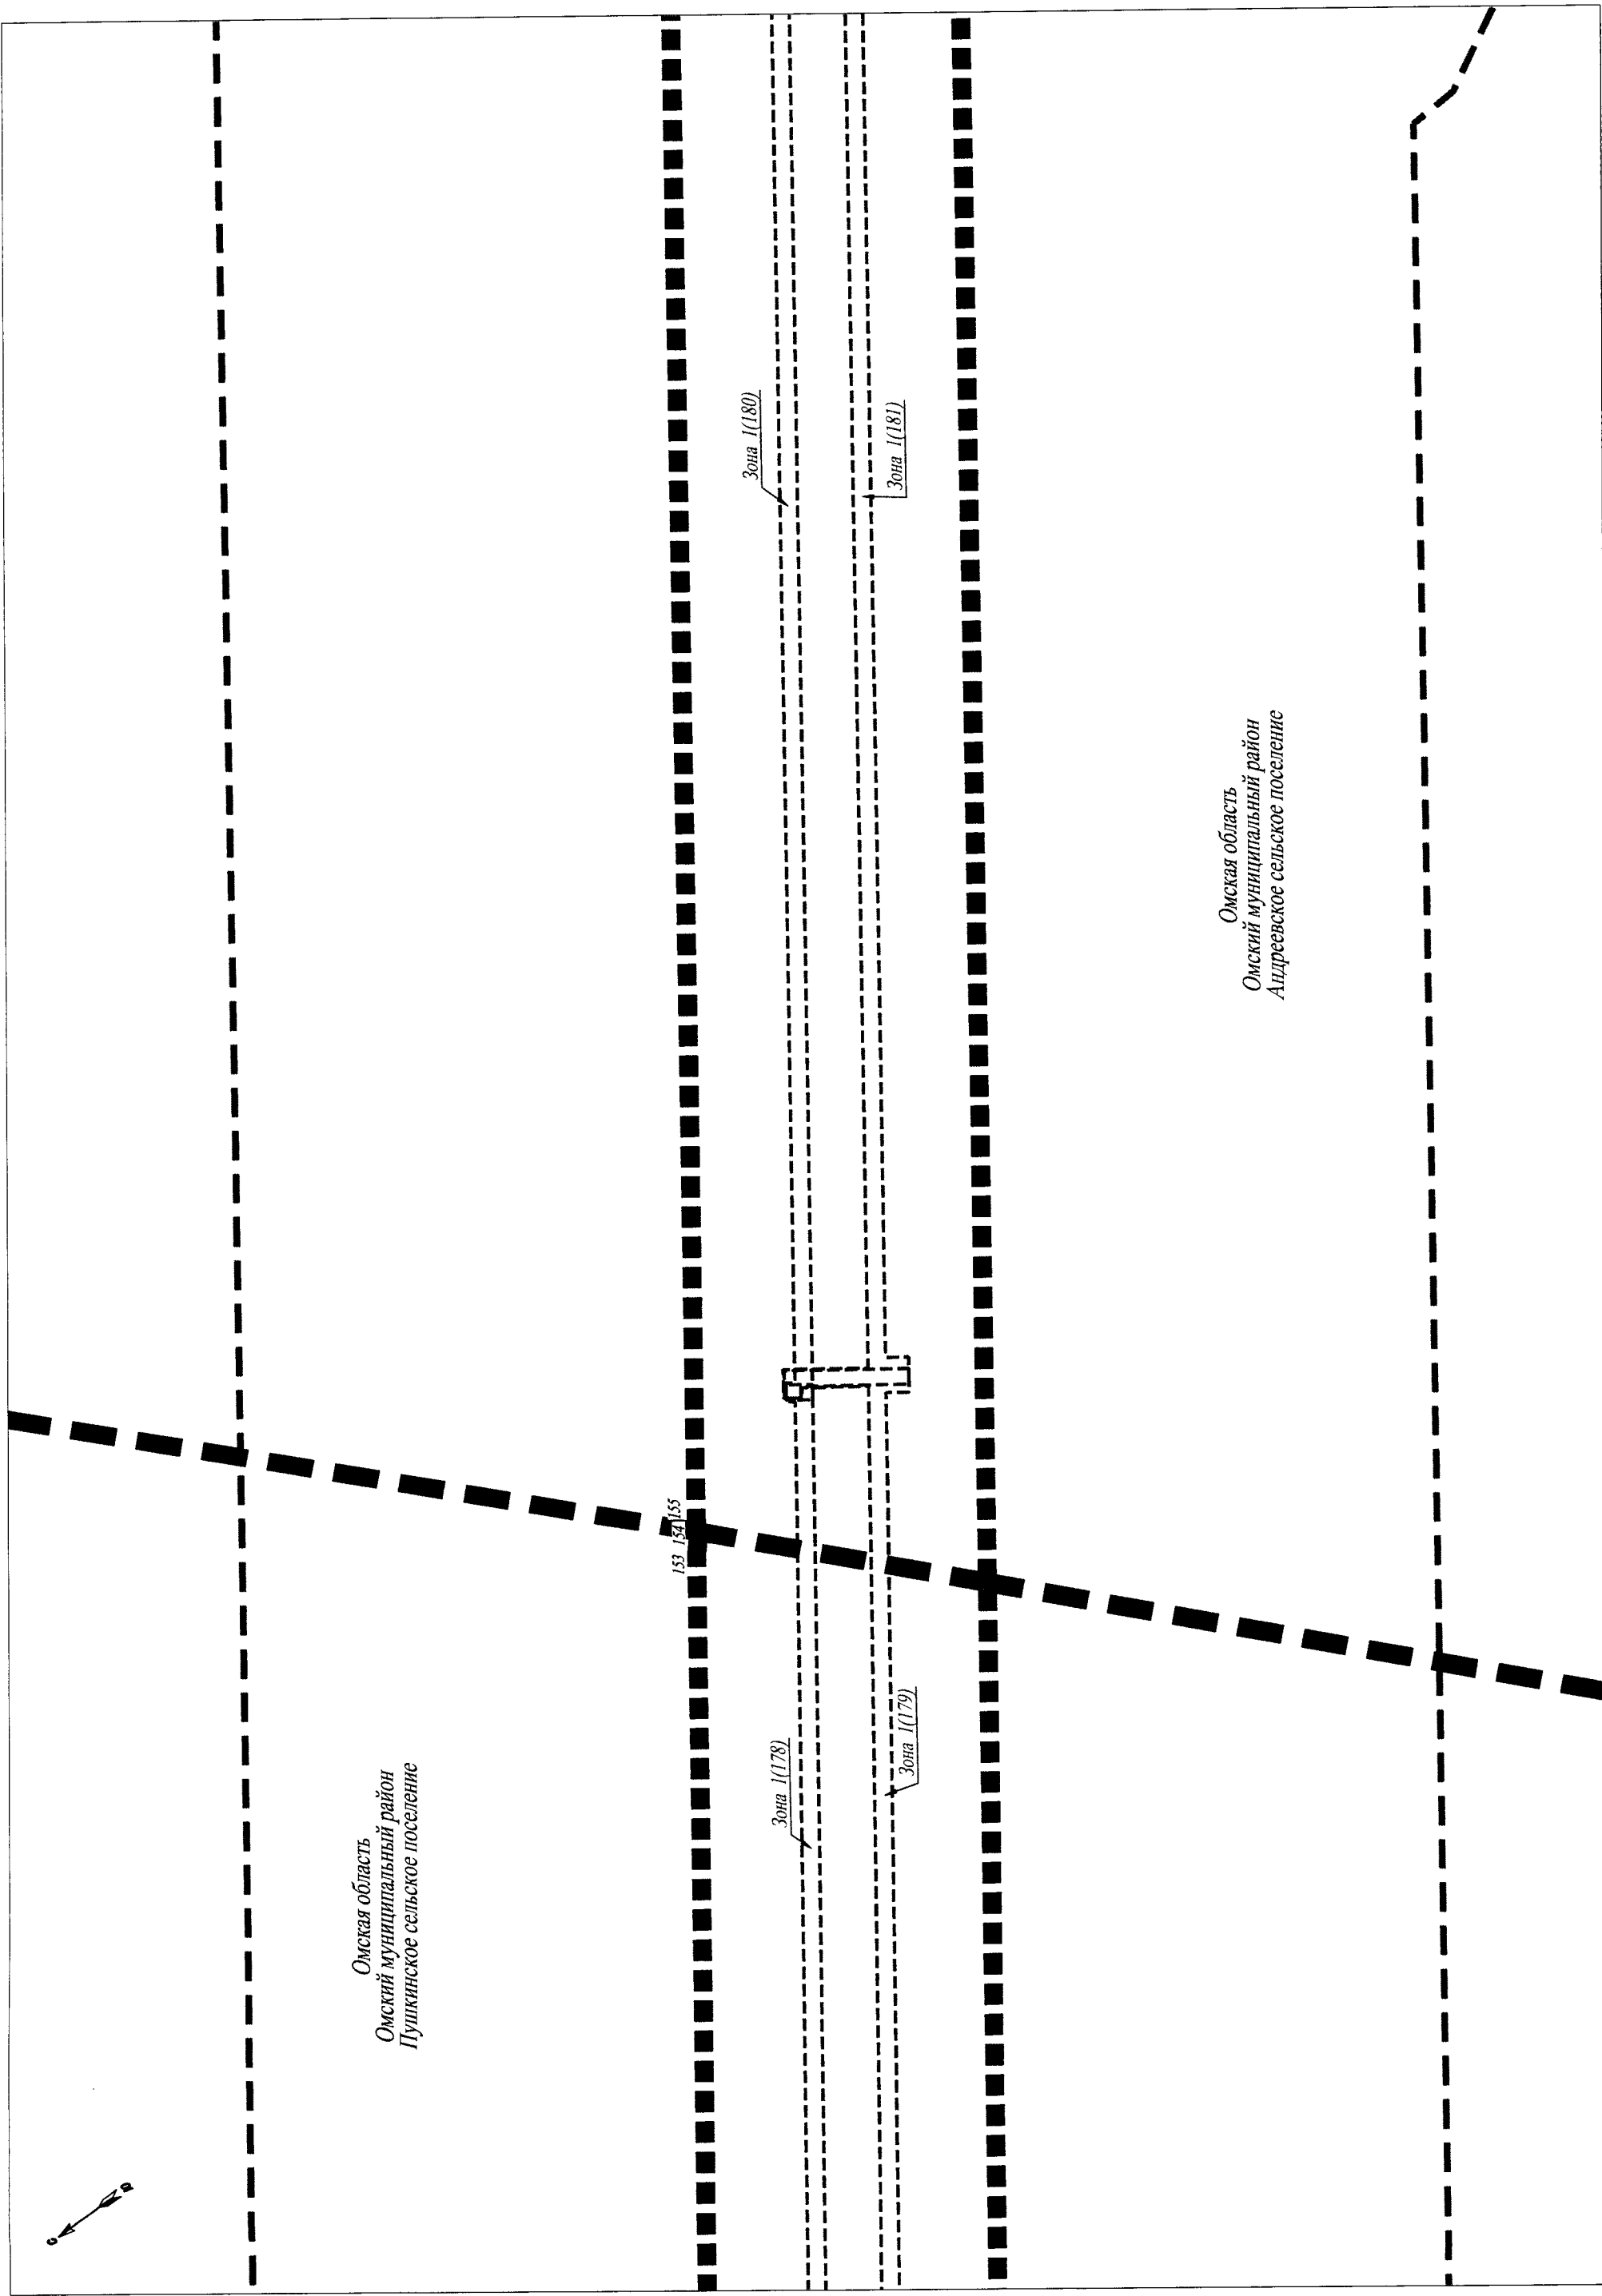 Зона 1(180)
Зона 1(181)
Омская область
Омский муниципальный район
Андреевское сельское поселение
153 154 155
Зона 1(178)
Зона 1(179)
Омская область
Омский муниципальный район
Пушкинское сельское поселение
с